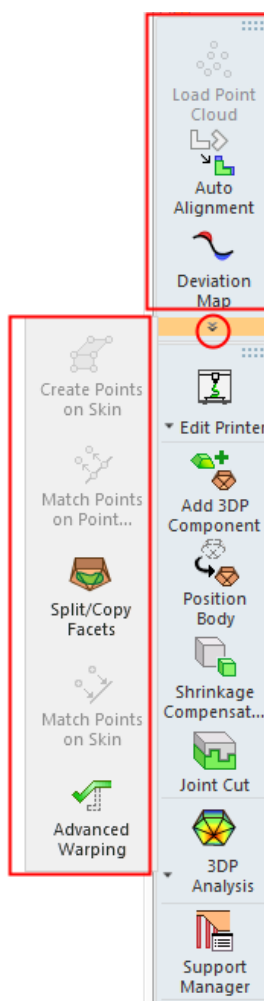 Load Point
Cloud
Auto
Alignment
Deviation
Map
Create Points
on Skin
Match Points
on Point...
Split/Copy
Facets
Match Points
on Skin
Advanced
Warping
Edit Printer
Add 3DP
Component
Position
Body
Shrinkage
Compensat...
Joint Cut
3DP
Analysis
Support
Manager